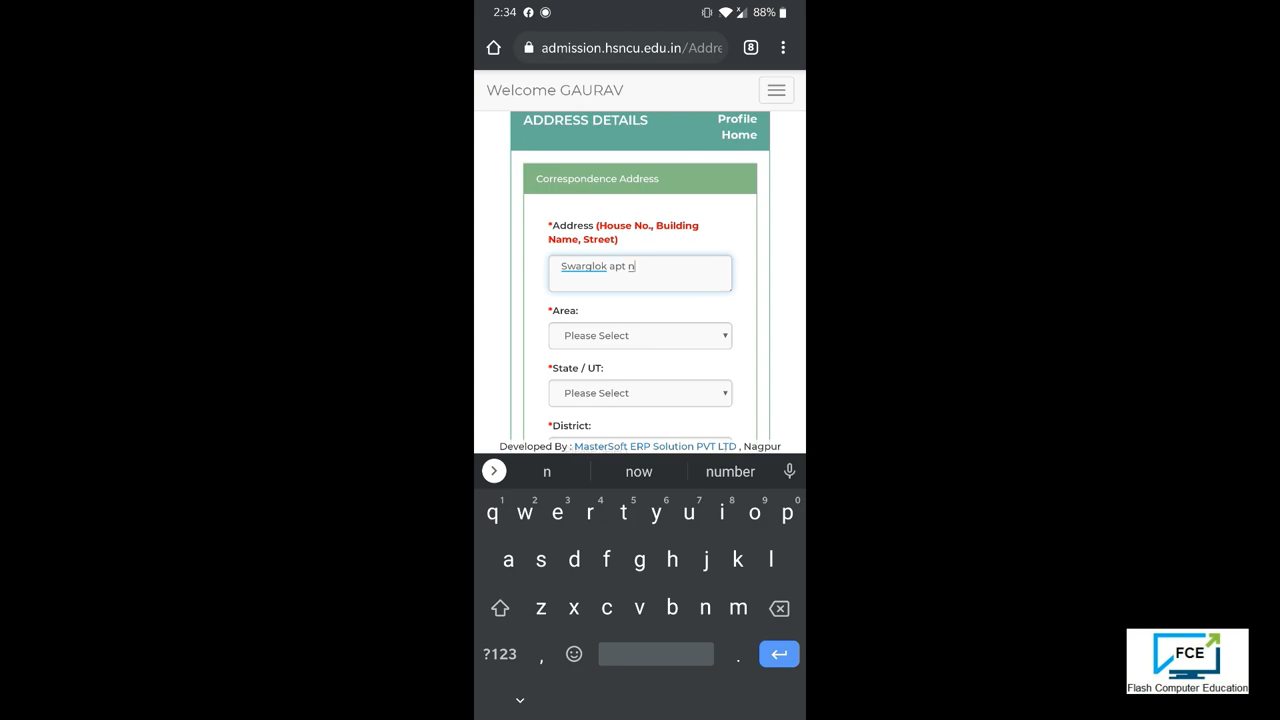 2:34
88%
admission.hsncu.edu.in/Addre
8
Welcome GAURAV
ADDRESS DETAILS
Profile
Home
Correspondence Address
*Address (House No., Building
Name, Street)
Swarglok apt n
*Area:
Please Select
*State / UT:
Please Select
*District:
Developed By : MasterSoft ERP Solution PVT LTD , Nagpur
n now number
1 2 3 4 5 6 7 8 9 0
q w e r t y u i o p
a s d f g h j k l
z x c v b n m
?123 , .
FCE
Flash Computer Education